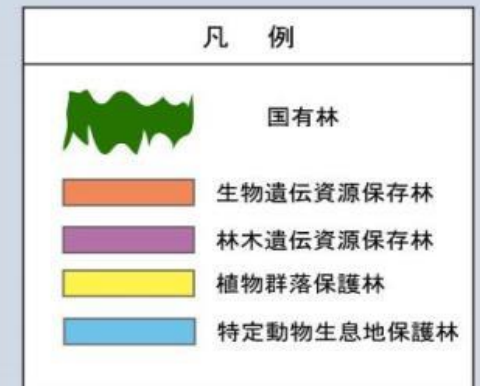 凡 例
国有林
生物遺伝資源保存林
林木遺伝資源保存林
植物群落保護林
特定動物生息地保護林